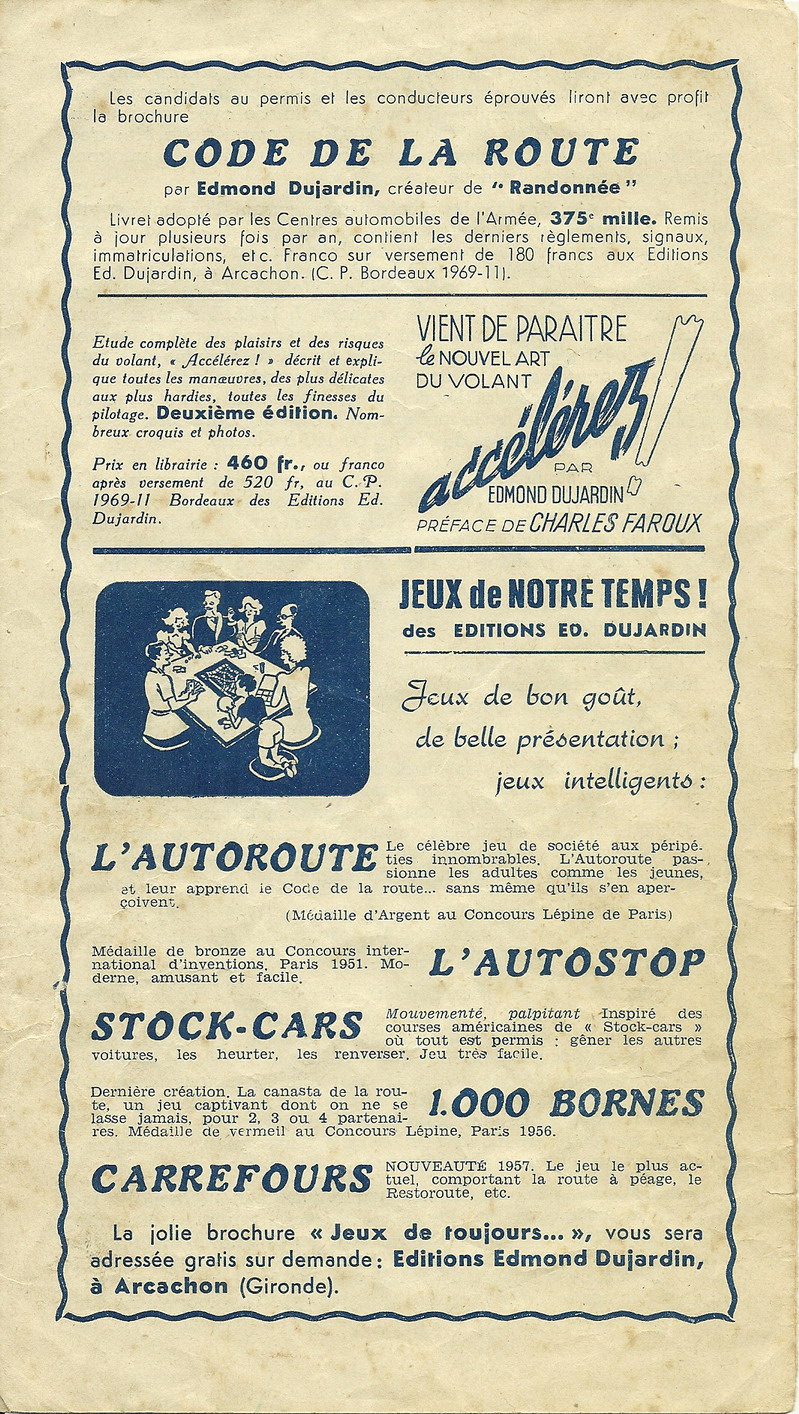 Les candidats au permis et les conducteurs éprouvés liront avec profit
la brochure
CODE DE LA ROUTE
par Edmond Dujardin, créateur de “ Randonnée ”
Livret adopté par les Centres automobiles de l'Armée, 375e mille. Remis
à jour plusieurs fois par an, contient les derniers règlements, signaux,
immatriculations, etc. Franco sur versement de 180 francs aux Editions
Ed. Dujardin, à Arcachon. (C. P. Bordeaux 1969-11).
Etude complète des plaisirs et des risques
du volant, « Accélérez ! » décrit et expli-
que toutes les manœuvres, des plus délicates
aux plus hardies, toutes les finesses du
pilotage. Deuxième édition. Nom-
breux croquis et photos.
Prix en librairie : 460 fr., ou franco
après versement de 520 fr, au C. P.
1969-11 Bordeaux des Editions Ed.
Dujardin.
VIENT DE PARAITRE
le NOUVEL ART
DU VOLANT
accélérez !
PAR
EDMOND DUJARDIN
PRÉFACE DE CHARLES FAROUX
JEUX de NOTRE TEMPS !
des EDITIONS ED. DUJARDIN
Jeux de bon goût,
de belle présentation ;
jeux intelligents :
L'AUTOROUTE
Le célèbre jeu de société aux péripé-
ties innombrables. L'Autoroute pas-
sionne les adultes comme les jeunes,
et leur apprend le Code de la route... sans même qu'ils s'en aper-
çoivent.
(Médaille d'Argent au Concours Lépine de Paris)
Médaille de bronze au Concours inter-
national d'inventions, Paris 1951. Mo-
derne, amusant et facile.
L'AUTOSTOP
STOCK-CARS
Mouvementé, palpitant Inspiré des
courses américaines de « Stock-cars »
où tout est permis : gêner les autres
voitures, les heurter, les renverser. Jeu très facile.
Dernière création. La canasta de la rou-
te, un jeu captivant dont on ne se
lasse jamais, pour 2, 3 ou 4 partenai-
res. Médaille de vermeil au Concours Lépine, Paris 1956.
1.000 BORNES
CARREFOURS
NOUVEAUTÉ 1957. Le jeu le plus ac-
tuel, comportant la route à péage, le
Restoroute, etc.
La jolie brochure « Jeux de toujours... », vous sera
adressée gratis sur demande : Editions Edmond Dujardin,
à Arcachon (Gironde).